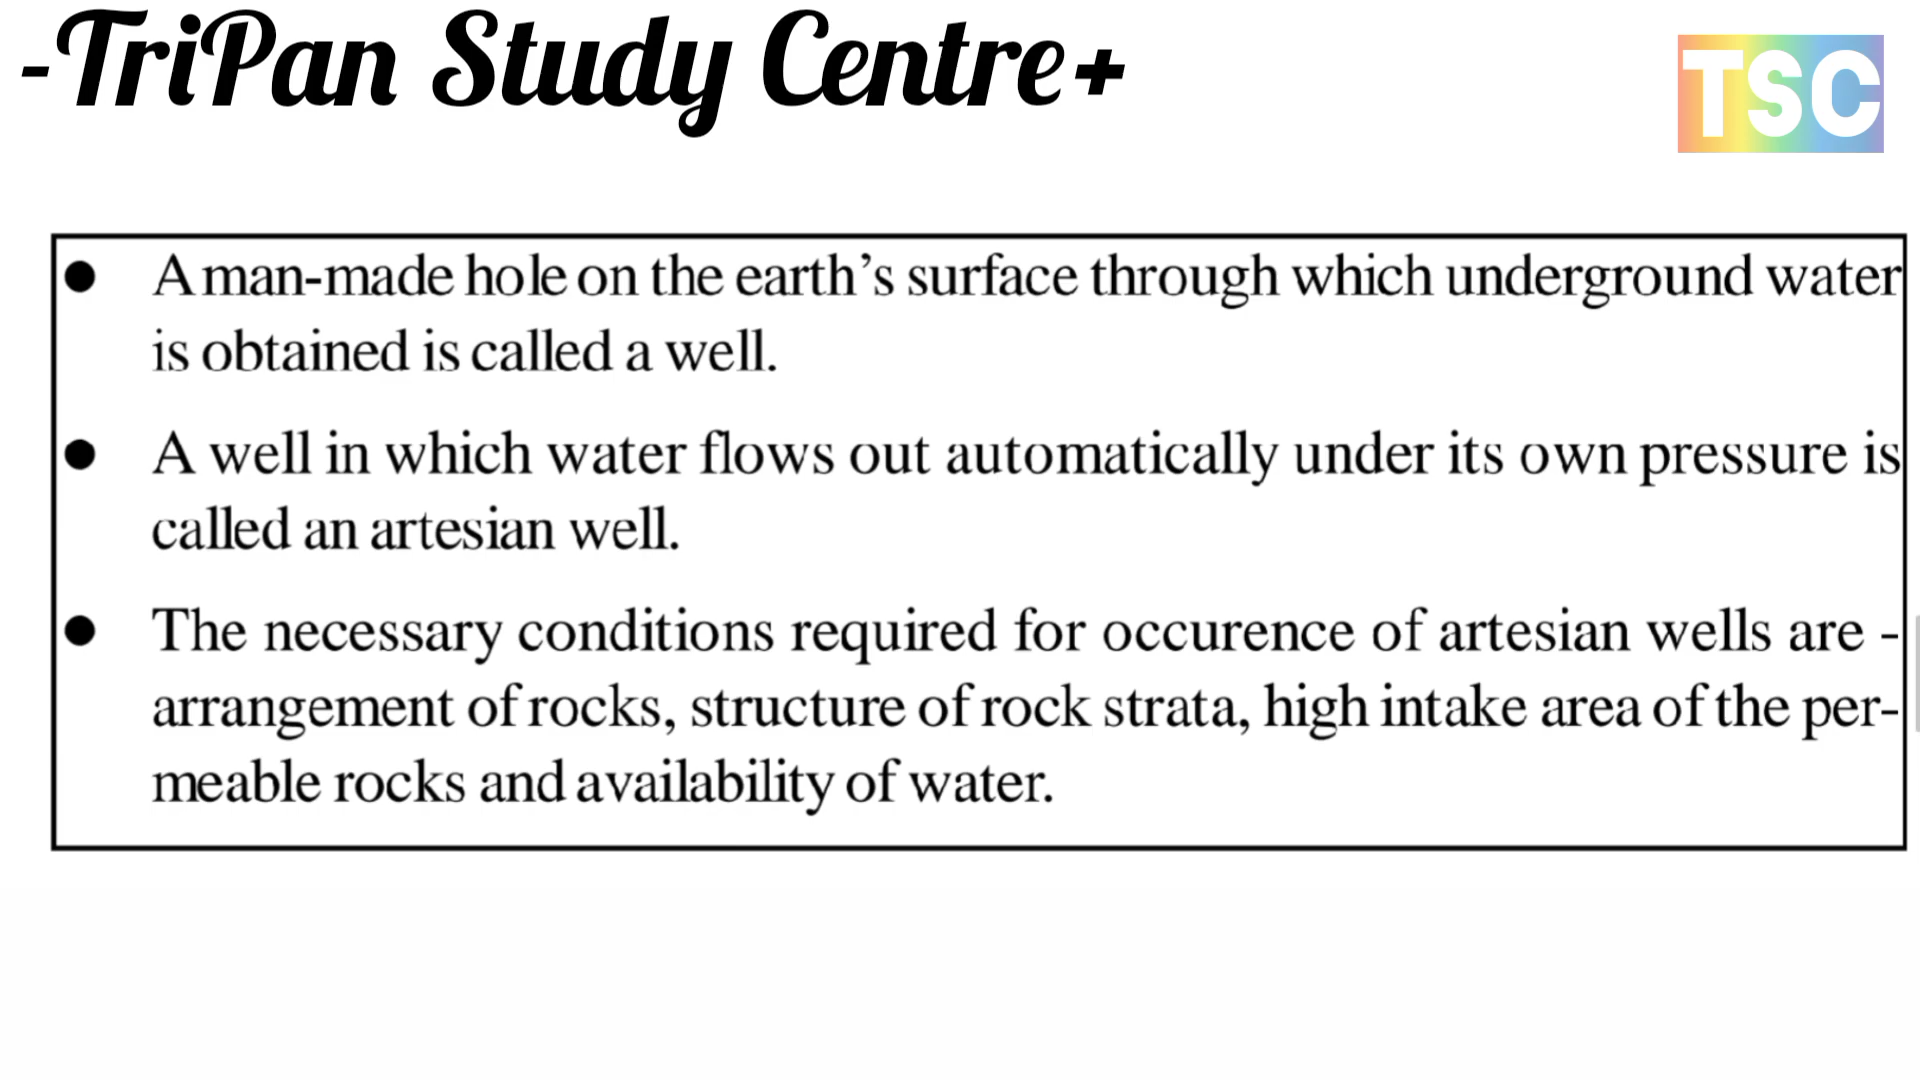 -TriPan Study Centre+
TSC
● A man-made hole on the earth’s surface through which underground water
is obtained is called a well.
● A well in which water flows out automatically under its own pressure is
called an artesian well.
● The necessary conditions required for occurence of artesian wells are -
arrangement of rocks, structure of rock strata, high intake area of the per-
meable rocks and availability of water.